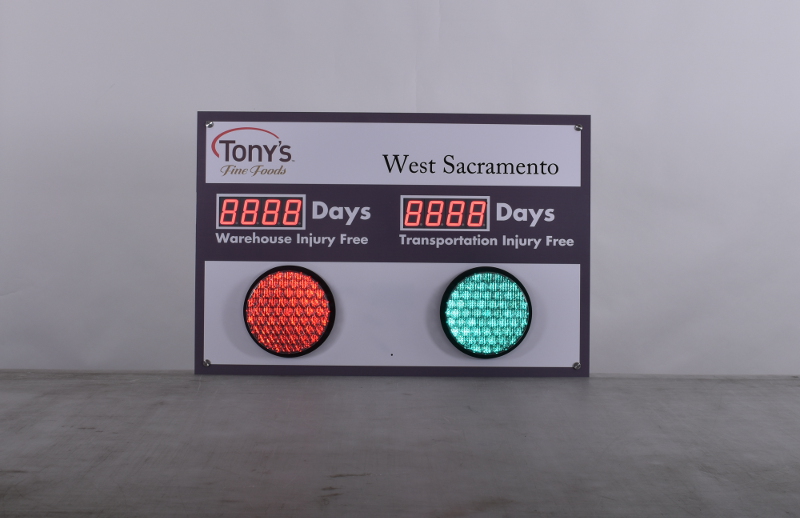 Tony's
Fine Foods
West Sacramento
8888 Days
Warehouse Injury Free
8888 Days
Transportation Injury Free